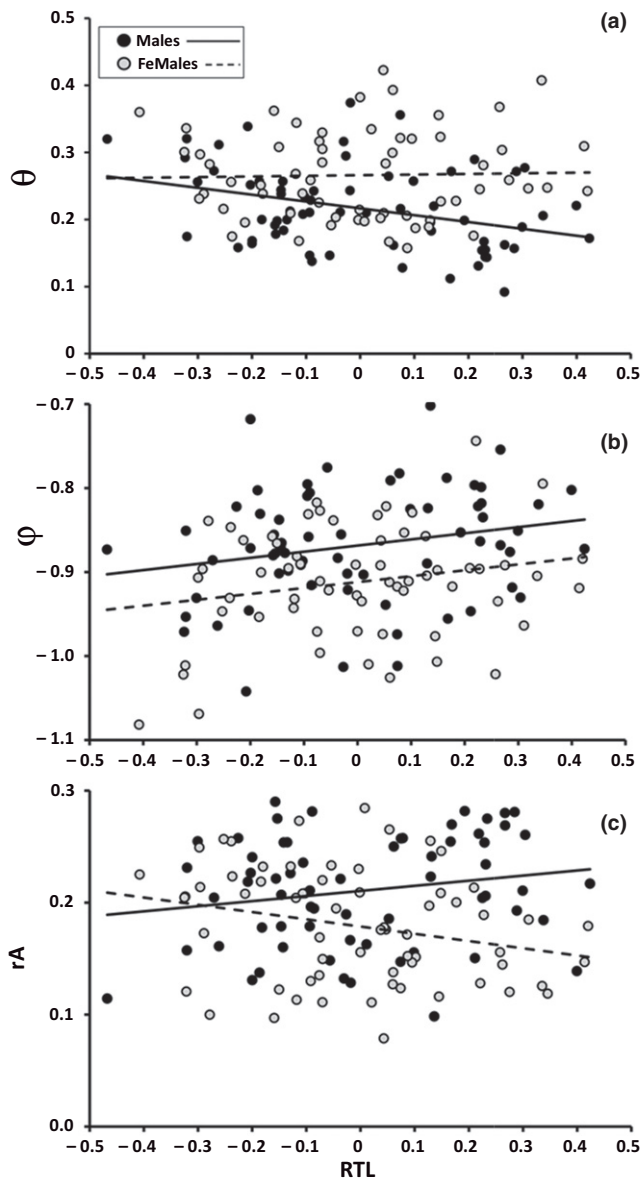 (a)
Males
FeMales
0.5
0.4
0.3
0.2
0.1
0
θ
– 0.5 – 0.4 – 0.3 – 0.2 – 0.1 0 0.1 0.2 0.3 0.4 0.5
(b)
– 0.7
– 0.8
– 0.9
– 1.0
– 1.1
φ
– 0.5 – 0.4 – 0.3 – 0.2 – 0.1 0 0.1 0.2 0.3 0.4 0.5
(c)
0.3
0.2
0.1
0.0
rA
– 0.5 – 0.4 – 0.3 – 0.2 – 0.1 0 0.1 0.2 0.3 0.4 0.5
RTL